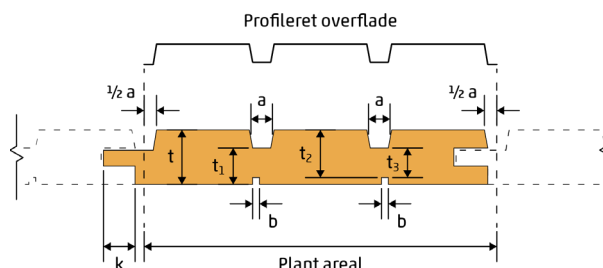 Profileret overflade
½ a
a
a
½ a
t
t₁
t₂
t₃
b
b
k
Plant areal